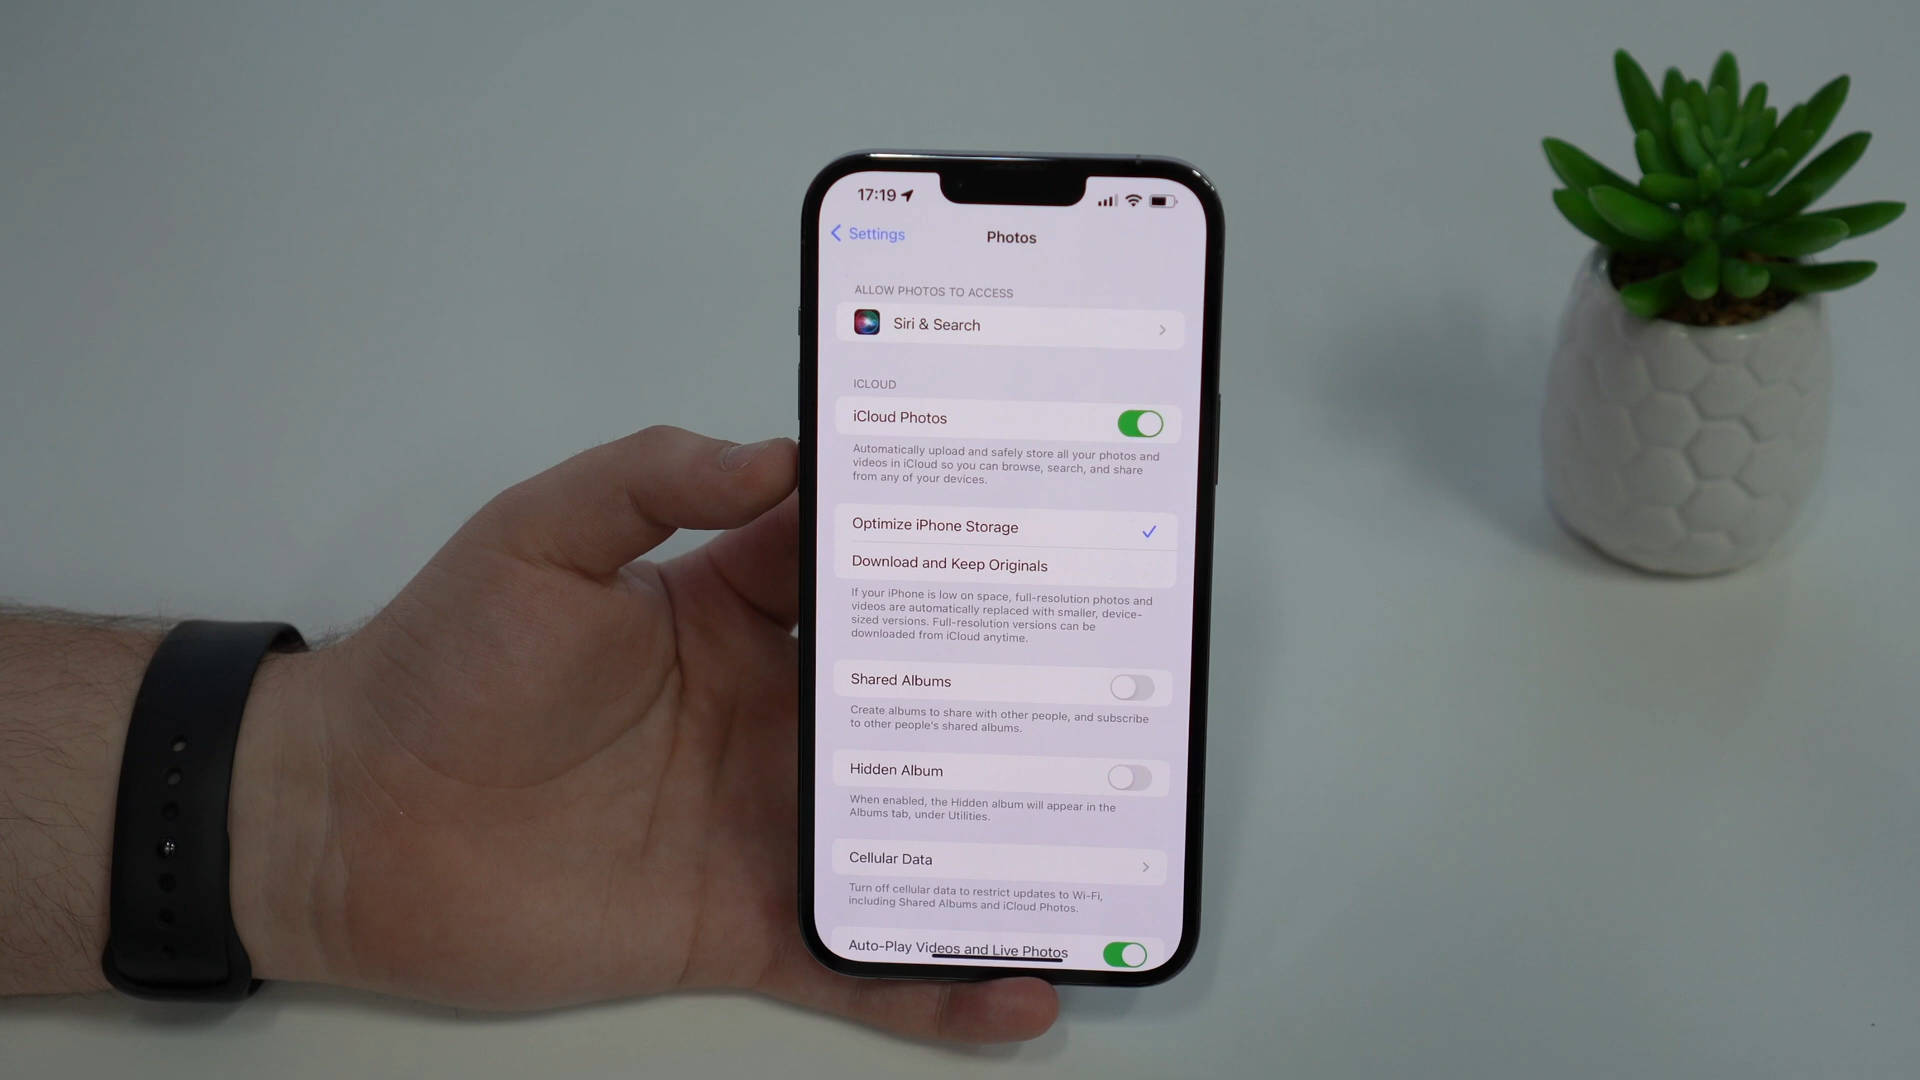 17:19
Settings
Photos
ALLOW PHOTOS TO ACCESS
Siri & Search
ICLOUD
iCloud Photos
Automatically upload and safely store all your photos and
videos in iCloud so you can browse, search, and share
from any of your devices.
Optimize iPhone Storage
Download and Keep Originals
If your iPhone is low on space, full-resolution photos and
videos are automatically replaced with smaller, device-
sized versions. Full-resolution versions can be
downloaded from iCloud anytime.
Shared Albums
Create albums to share with other people, and subscribe
to other people's shared albums.
Hidden Album
When enabled, the Hidden album will appear in the
Albums tab, under Utilities.
Cellular Data
Turn off cellular data to restrict updates to Wi-Fi,
including Shared Albums and iCloud Photos.
Auto-Play Videos and Live Photos